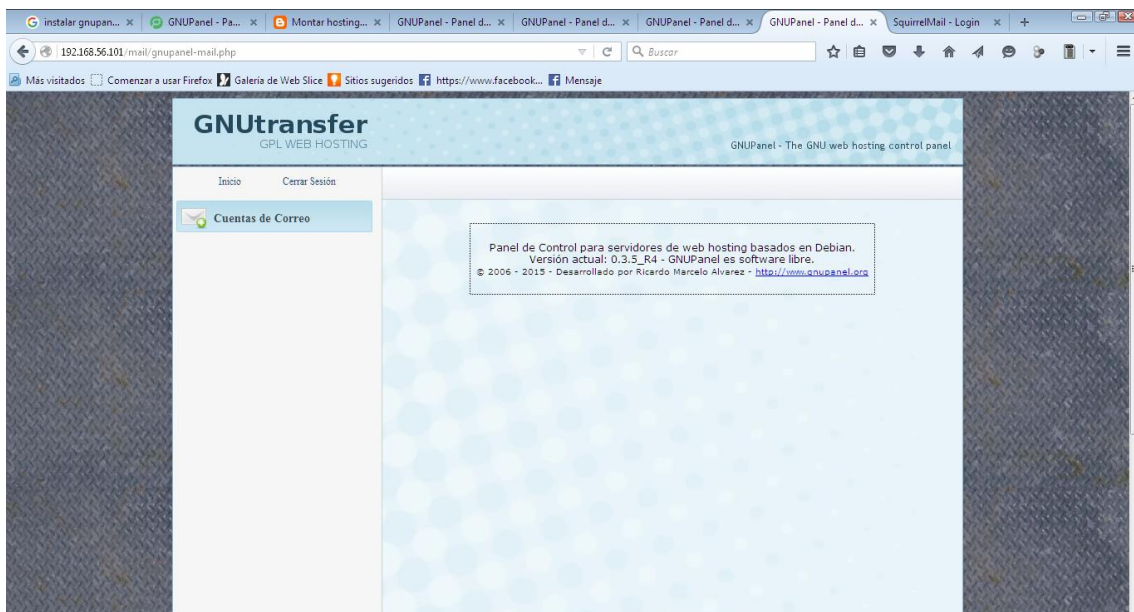 instalar gnupan...
GNUPanel - Pa...
Montar hosting...
GNUPanel - Panel d...
GNUPanel - Panel d...
GNUPanel - Panel d...
GNUPanel - Panel d...
SquirrelMail - Login
192.168.56.101/mail/gnupanel-mail.php
Buscar
Más visitados
Comenzar a usar Firefox
Galería de Web Slice
Sitios sugeridos
https://www.facebook...
Mensaje
GNUtransfer
GPL WEB HOSTING
GNUPanel - The GNU web hosting control panel
Inicio
Cerrar Sesión
Cuentas de Correo
Panel de Control para servidores de web hosting basados en Debian.
Versión actual: 0.3.5_R4 - GNUPanel es software libre.
© 2006 - 2015 - Desarrollado por Ricardo Marcelo Alvarez - http://www.gnupanel.org